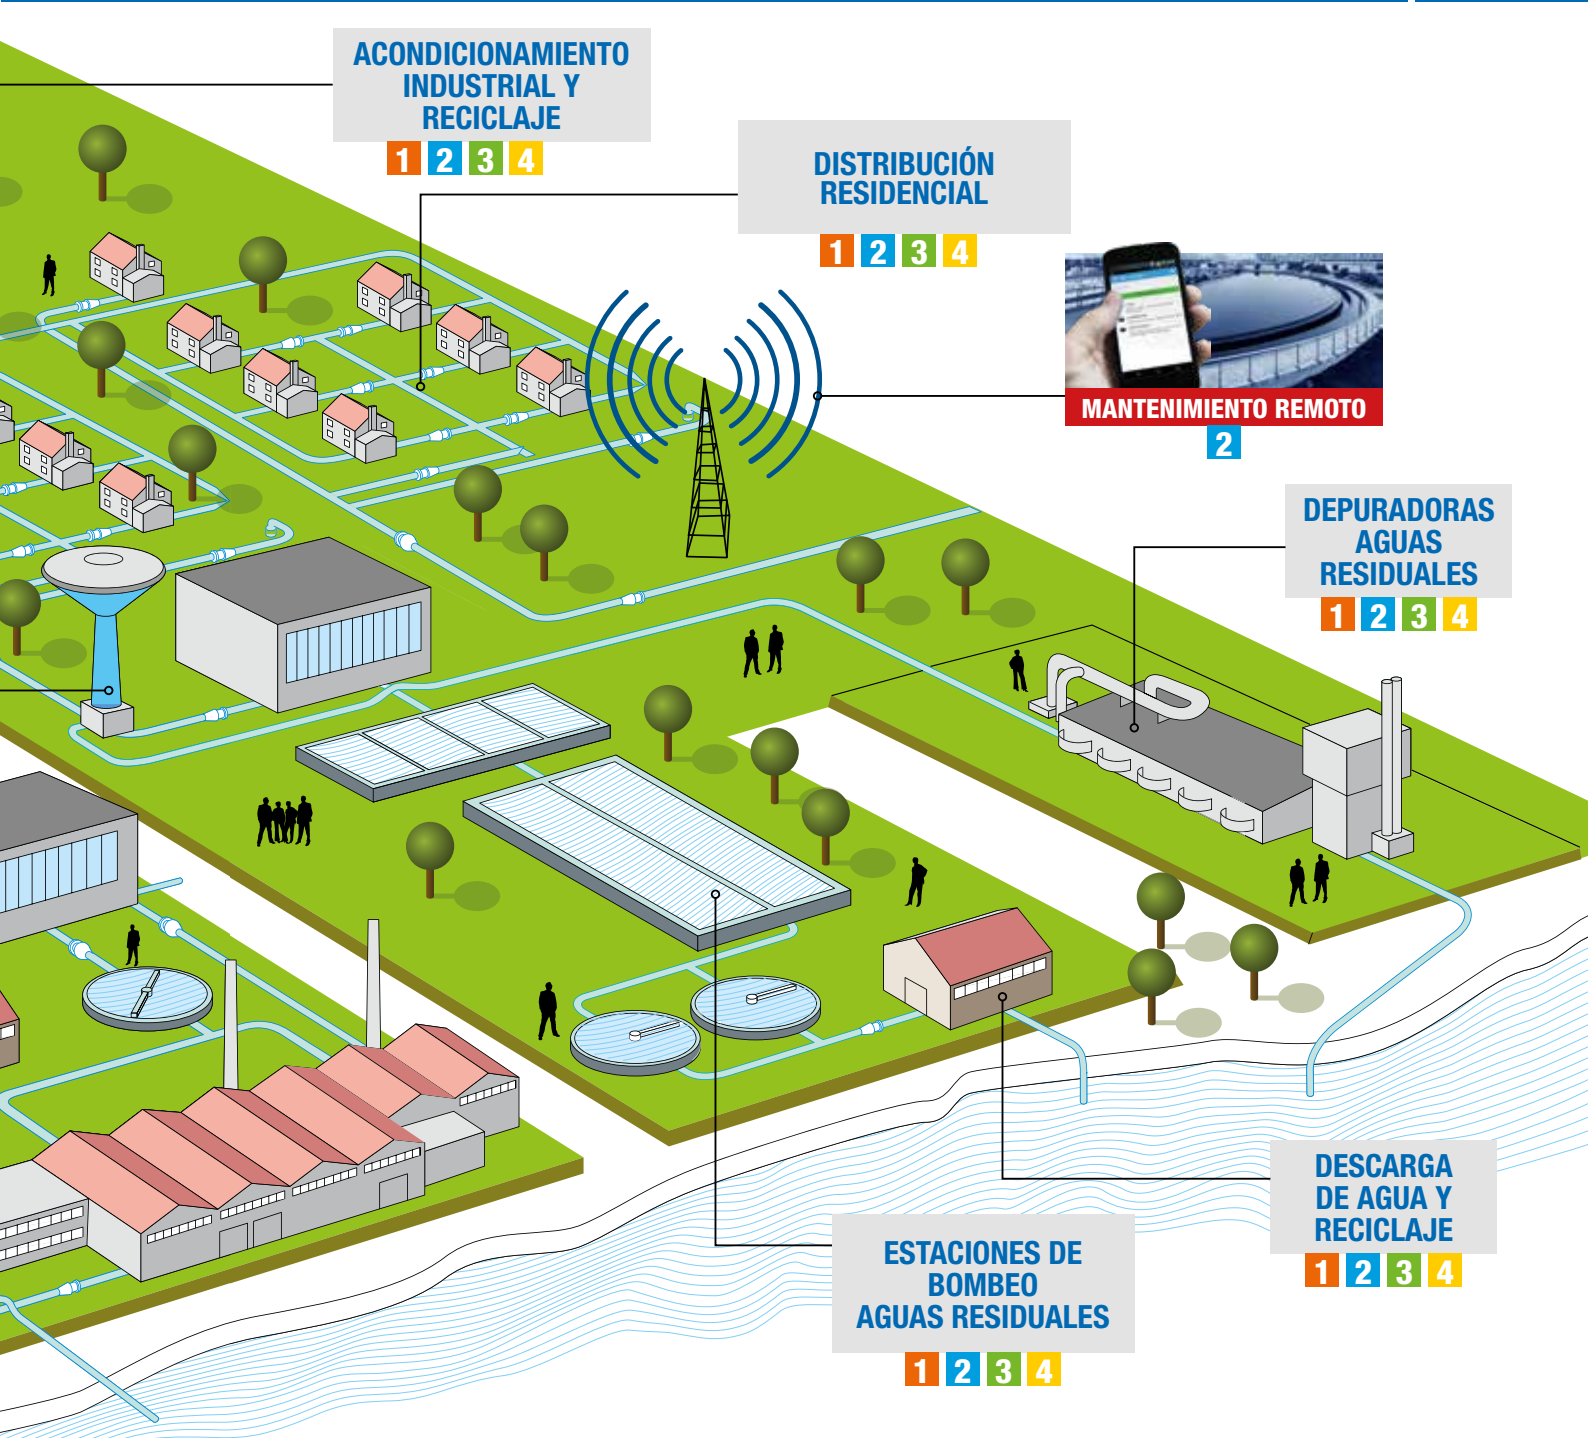 ACONDICIONAMIENTO
INDUSTRIAL Y
RECICLAJE
1 2 3 4
DISTRIBUCIÓN
RESIDENCIAL
1 2 3 4
MANTENIMIENTO REMOTO
2
DEPURADORAS
AGUAS
RESIDUALES
1 2 3 4
DESCARGA
DE AGUA Y
RECICLAJE
1 2 3 4
ESTACIONES DE
BOMBEO
AGUAS RESIDUALES
1 2 3 4